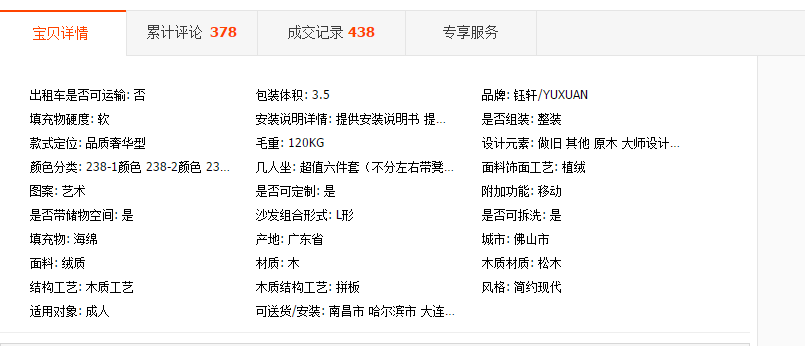 宝贝详情 累计评论 378 成交记录 438 专享服务
出租车是否可运输: 否 包装体积: 3.5 品牌: 钰轩/YUXUAN
填充物硬度: 软 安装说明详情: 提供安装说明书 提... 是否组装: 整装
款式定位: 品质奢华型 毛重: 120KG 设计元素: 做旧 其他 原木 大师设计...
颜色分类: 238-1颜色 238-2颜色 23... 几人坐: 超值六件套（不分左右带凳... 面料饰面工艺: 植绒
图案: 艺术 是否可定制: 是 附加功能: 移动
是否带储物空间: 是 沙发组合形式: L形 是否可拆洗: 是
填充物: 海绵 产地: 广东省 城市: 佛山市
面料: 绒质 材质: 木 木质材质: 松木
结构工艺: 木质工艺 木质结构工艺: 拼板 风格: 简约现代
适用对象: 成人 可送货/安装: 南昌市 哈尔滨市 大连...